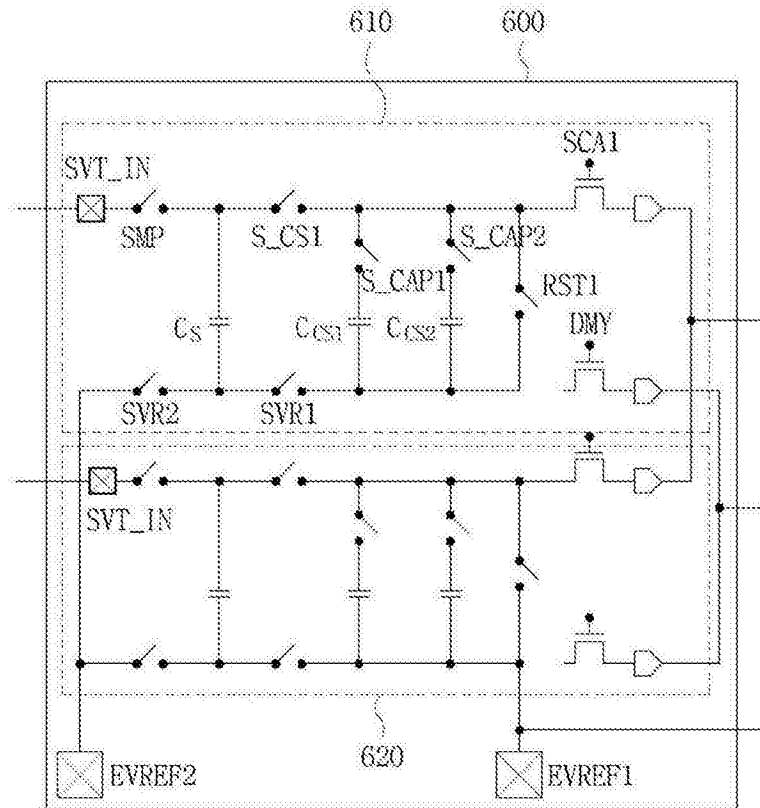 610
600
SCA1
SVT_IN
SMP
S_CS1
S_CAP2
S_CAP1
RST1
CS
CCS1
CCS2
DMY
SVR2
SVR1
SVT_IN
620
EVREF2
EVREF1